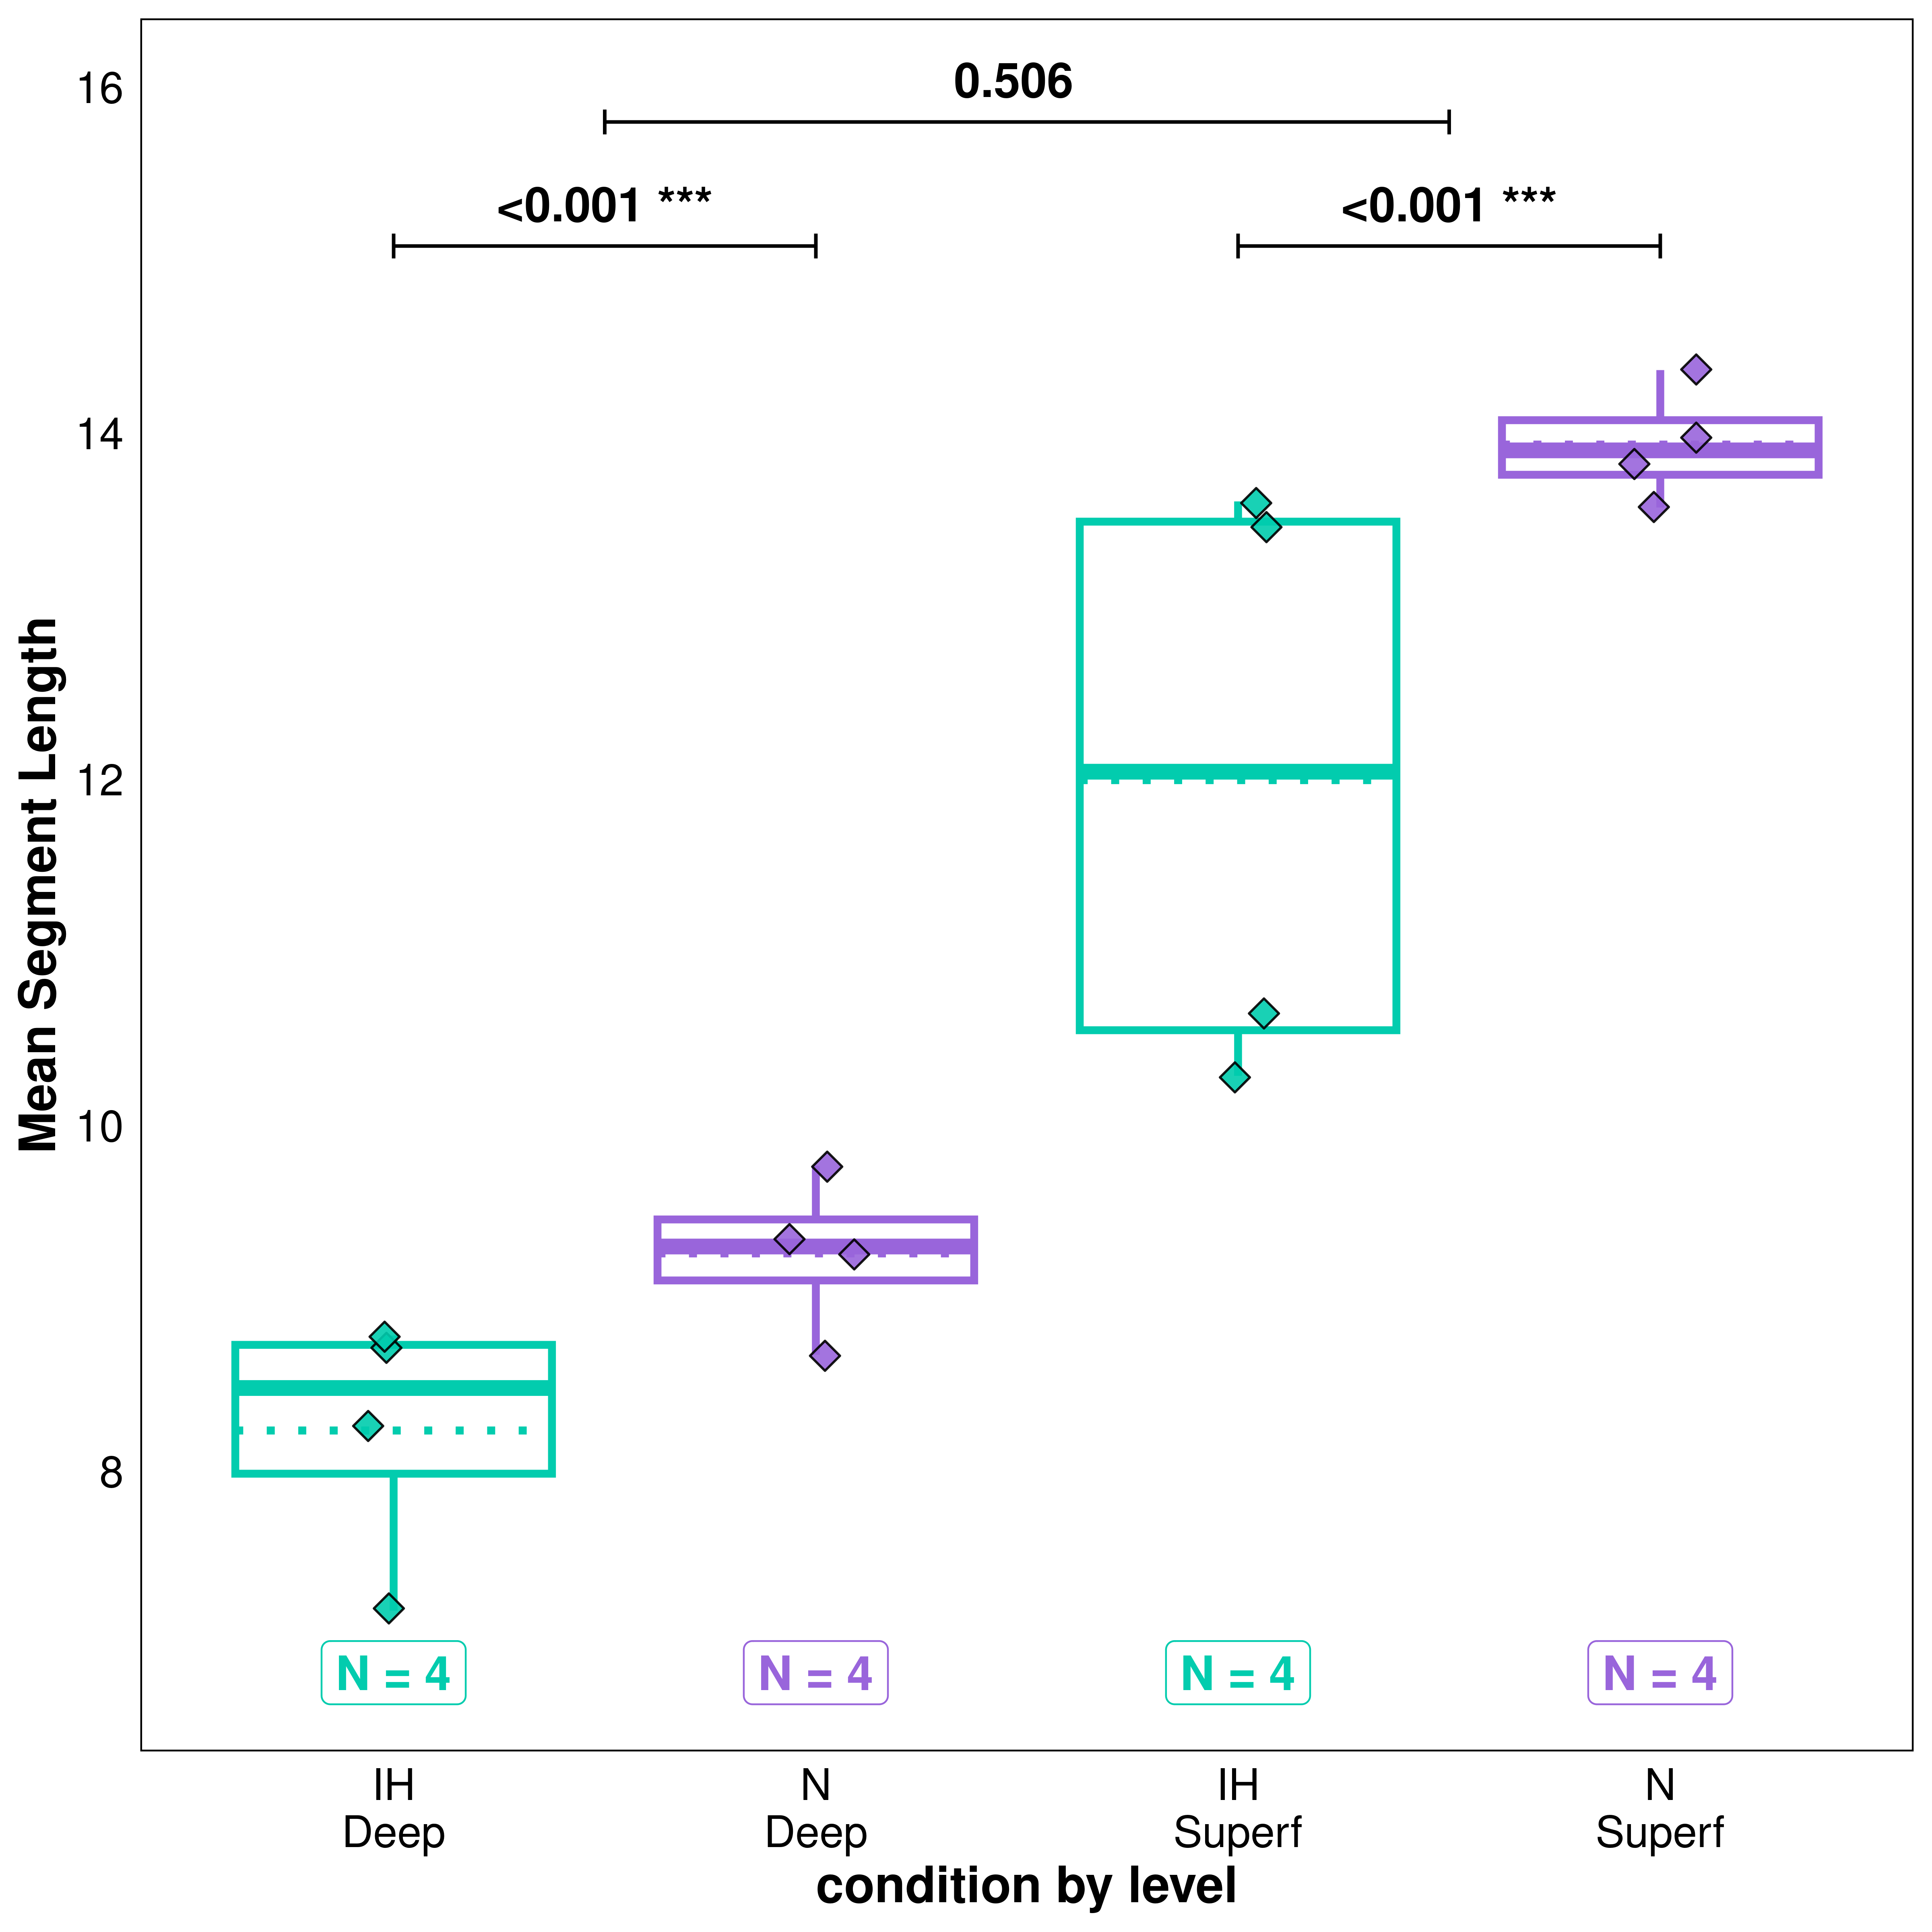 0.506
<0.001 *** <0.001 ***
16
14
12
10
8
Mean Segment Length
N = 4 N = 4 N = 4 N = 4
IH N IH N
Deep Deep Superf Superf
condition by level